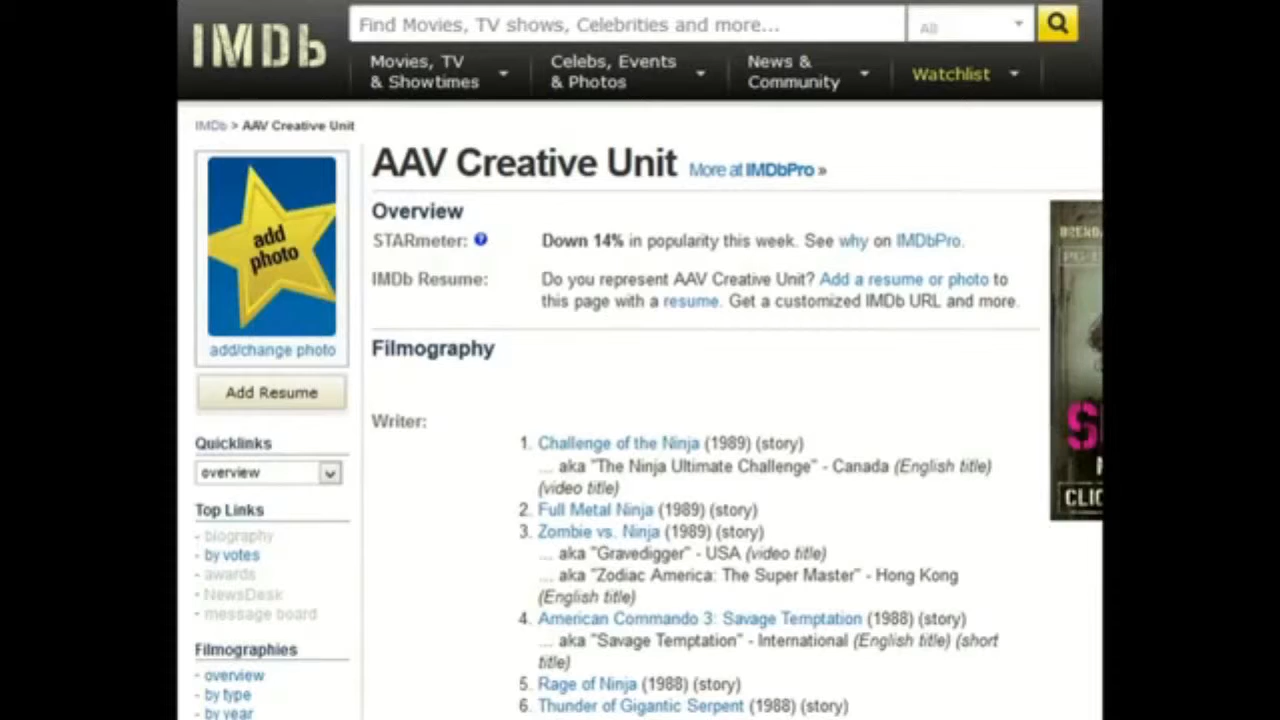 IMDb
Find Movies, TV shows, Celebrities and more...
All
Movies, TV
& Showtimes
Celebs, Events
& Photos
News &
Community
Watchlist
IMDb > AAV Creative Unit
add
photo
add/change photo
Add Resume
Quicklinks
overview
Top Links
- biography
- by votes
- awards
- NewsDesk
- message board
Filmographies
- overview
- by type
- by year
AAV Creative Unit More at IMDbPro »
Overview
STARmeter: ? Down 14% in popularity this week. See why on IMDbPro.
IMDb Resume: Do you represent AAV Creative Unit? Add a resume or photo to
this page with a resume. Get a customized IMDb URL and more.
Filmography
Writer:
1. Challenge of the Ninja (1989) (story)
... aka "The Ninja Ultimate Challenge" - Canada (English title)
(video title)
2. Full Metal Ninja (1989) (story)
3. Zombie vs. Ninja (1989) (story)
... aka "Gravedigger" - USA (video title)
... aka "Zodiac America: The Super Master" - Hong Kong
(English title)
4. American Commando 3: Savage Temptation (1988) (story)
... aka "Savage Temptation" - International (English title) (short
title)
5. Rage of Ninja (1988) (story)
6. Thunder of Gigantic Serpent (1988) (story)